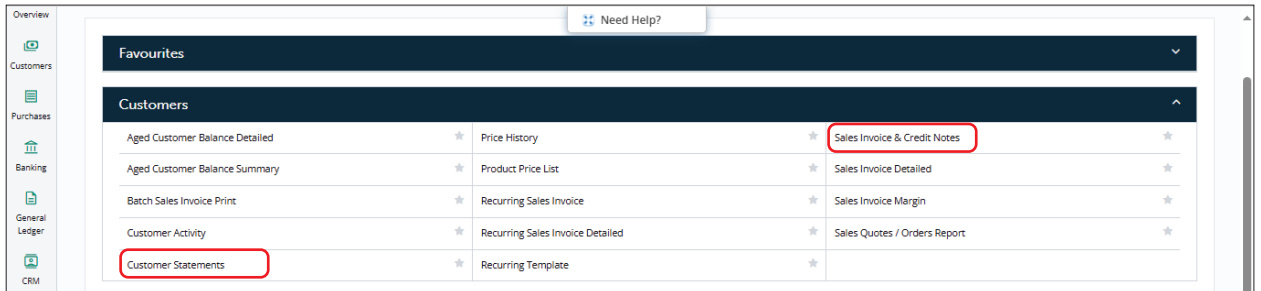 Overview
Customers
Purchases
Banking
General
Ledger
CRM
Need Help?
Favourites
Customers
Aged Customer Balance Detailed
Price History
Sales Invoice & Credit Notes
Aged Customer Balance Summary
Product Price List
Sales Invoice Detailed
Batch Sales Invoice Print
Recurring Sales Invoice
Sales Invoice Margin
Customer Activity
Recurring Sales Invoice Detailed
Sales Quotes / Orders Report
Customer Statements
Recurring Template